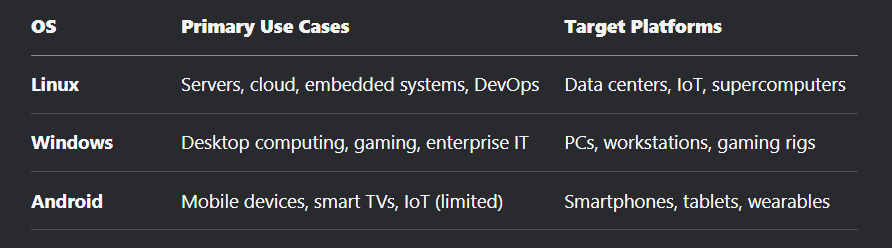 OS Primary Use Cases Target Platforms
Linux Servers, cloud, embedded systems, DevOps Data centers, IoT, supercomputers
Windows Desktop computing, gaming, enterprise IT PCs, workstations, gaming rigs
Android Mobile devices, smart TVs, IoT (limited) Smartphones, tablets, wearables